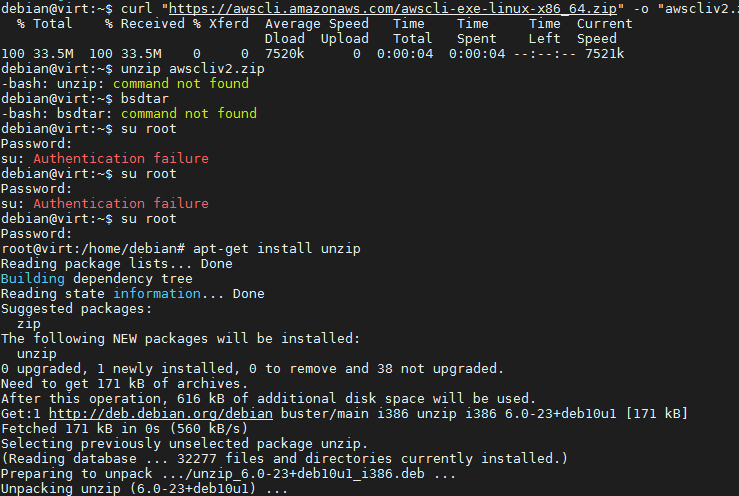 debian@virt:~$ curl "https://awscli.amazonaws.com/awscli-exe-linux-x86_64.zip" -o "awscliv2.
  % Total    % Received % Xferd  Average Speed   Time    Time     Time  Current
                                 Dload  Upload   Total   Spent    Left  Speed
100 33.5M  100 33.5M    0     0  7520k      0  0:00:04  0:00:04 --:--:-- 7521k
debian@virt:~$ unzip awscliv2.zip
-bash: unzip: command not found
debian@virt:~$ bsdtar
-bash: bsdtar: command not found
debian@virt:~$ su root
Password:
su: Authentication failure
debian@virt:~$ su root
Password:
su: Authentication failure
debian@virt:~$ su root
Password:
root@virt:/home/debian# apt-get install unzip
Reading package lists... Done
Building dependency tree
Reading state information... Done
Suggested packages:
  zip
The following NEW packages will be installed:
  unzip
0 upgraded, 1 newly installed, 0 to remove and 38 not upgraded.
Need to get 171 kB of archives.
After this operation, 616 kB of additional disk space will be used.
Get:1 http://deb.debian.org/debian buster/main i386 unzip i386 6.0-23+deb10u1 [171 kB]
Fetched 171 kB in 0s (560 kB/s)
Selecting previously unselected package unzip.
(Reading database ... 32277 files and directories currently installed.)
Preparing to unpack .../unzip_6.0-23+deb10u1_i386.deb ...
Unpacking unzip (6.0-23+deb10u1) ...